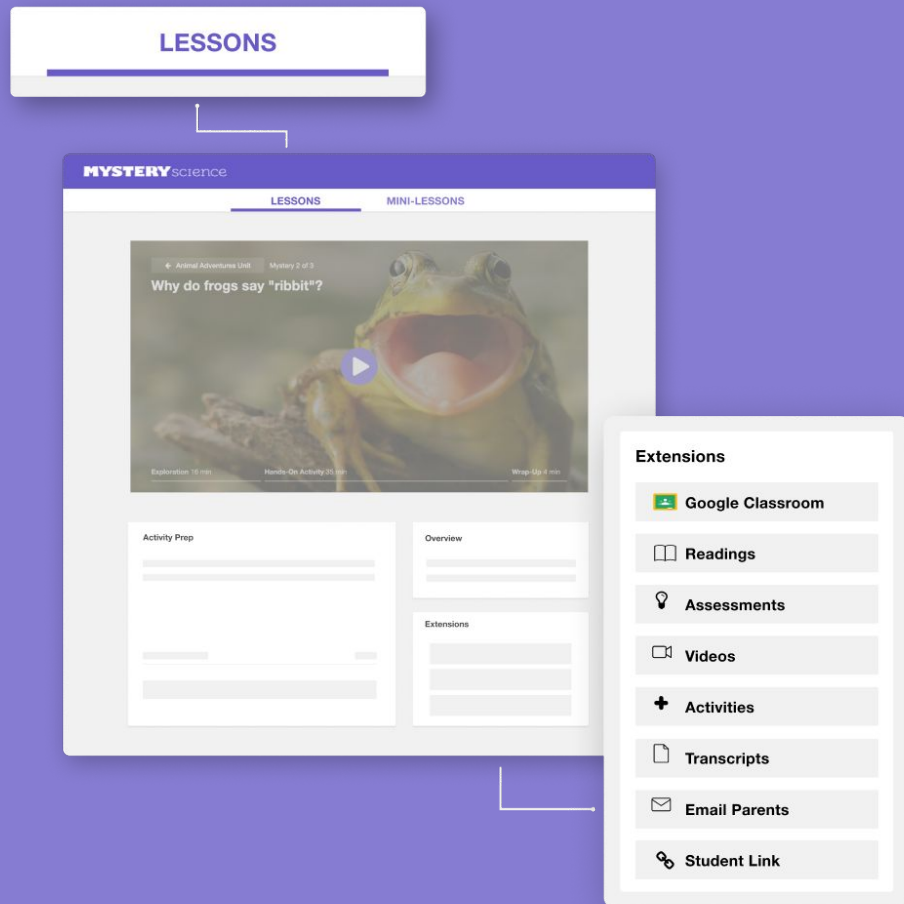 LESSONS
MYSTERY science
LESSONS MINI-LESSONS
← Animal Adventures Unit Mystery 2 of 3
Why do frogs say "ribbit"?
Exploration 16 min Hands-On Activity 35 min Wrap-Up 4 min
Activity Prep
Overview
Extensions
Extensions
Google Classroom
Readings
Assessments
Videos
Activities
Transcripts
Email Parents
Student Link